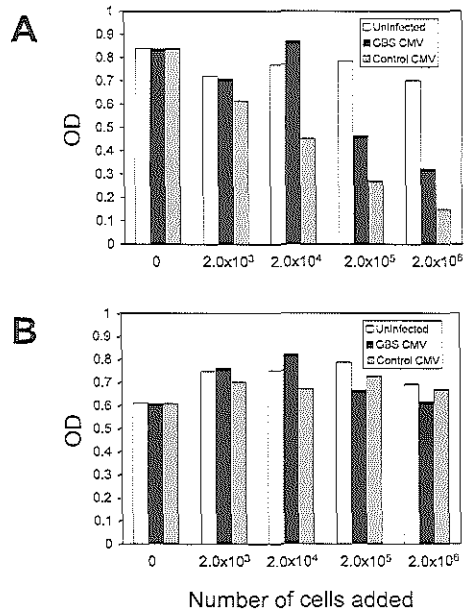 A
OD
1
0.9
0.8
0.7
0.6
0.5
0.4
0.3
0.2
0.1
0
Uninfected
GBS CMV
Control CMV
0 2.0x10³ 2.0x10⁴ 2.0x10⁵ 2.0x10⁶
B
OD
1
0.9
0.8
0.7
0.6
0.5
0.4
0.3
0.2
0.1
0
Uninfected
GBS CMV
Control CMV
0 2.0x10³ 2.0x10⁴ 2.0x10⁵ 2.0x10⁶
Number of cells added